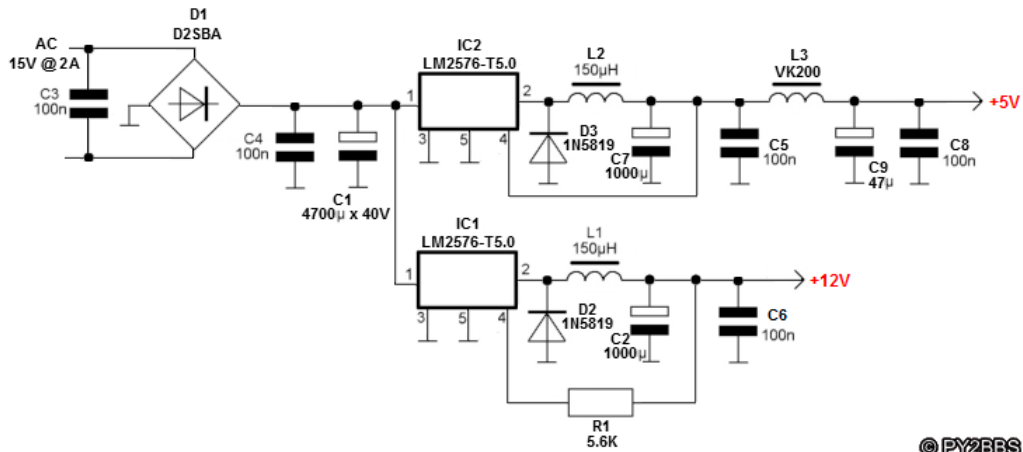 D1
D2SBA
AC
15V @ 2A
C3
100n
C4
100n
C1
4700µ x 40V
IC2
LM2576-T5.0
1
2
3
5
4
L2
150µH
D3
1N5819
C7
1000µ
C5
100n
L3
VK200
C9
47µ
C8
100n
+5V
IC1
LM2576-T5.0
1
2
3
5
4
L1
150µH
D2
1N5819
C2
1000µ
C6
100n
+12V
R1
5.6K
© PY2BBS